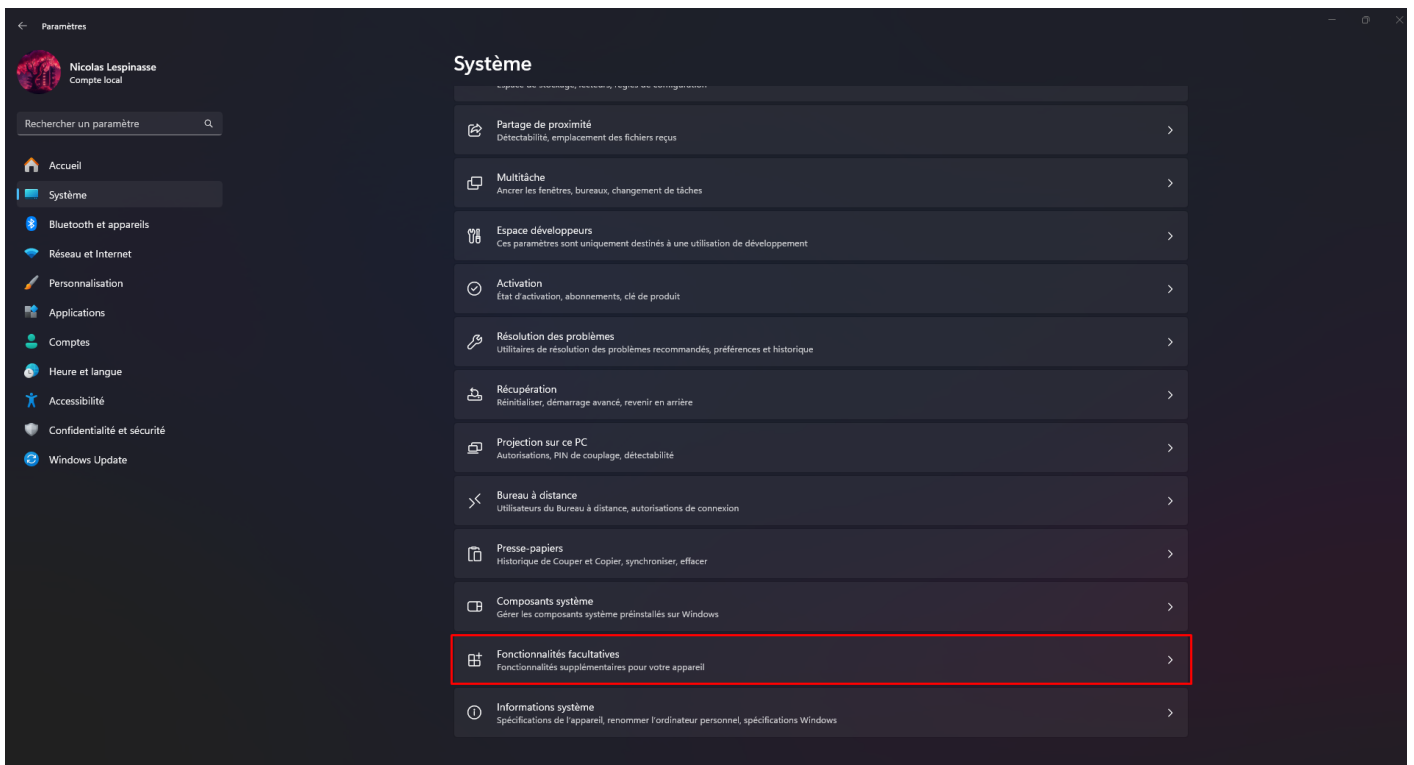 Paramètres
Nicolas Lespinasse
Compte local
Rechercher un paramètre
Accueil
Système
Bluetooth et appareils
Réseau et Internet
Personnalisation
Applications
Comptes
Heure et langue
Accessibilité
Confidentialité et sécurité
Windows Update
Système
Espace de stockage, lecteurs, règles de configuration
Partage de proximité
Détectabilité, emplacement des fichiers reçus
Multitâche
Ancrer les fenêtres, bureaux, changement de tâches
Espace développeurs
Ces paramètres sont uniquement destinés à une utilisation de développement
Activation
État d'activation, abonnements, clé de produit
Résolution des problèmes
Utilitaires de résolution des problèmes recommandés, préférences et historique
Récupération
Réinitialiser, démarrage avancé, revenir en arrière
Projection sur ce PC
Autorisations, PIN de couplage, détectabilité
Bureau à distance
Utilisateurs du Bureau à distance, autorisations de connexion
Presse-papiers
Historique de Couper et Copier, synchroniser, effacer
Composants système
Gérer les composants système préinstallés sur Windows
Fonctionnalités facultatives
Fonctionnalités supplémentaires pour votre appareil
Informations système
Spécifications de l'appareil, renommer l'ordinateur personnel, spécifications Windows